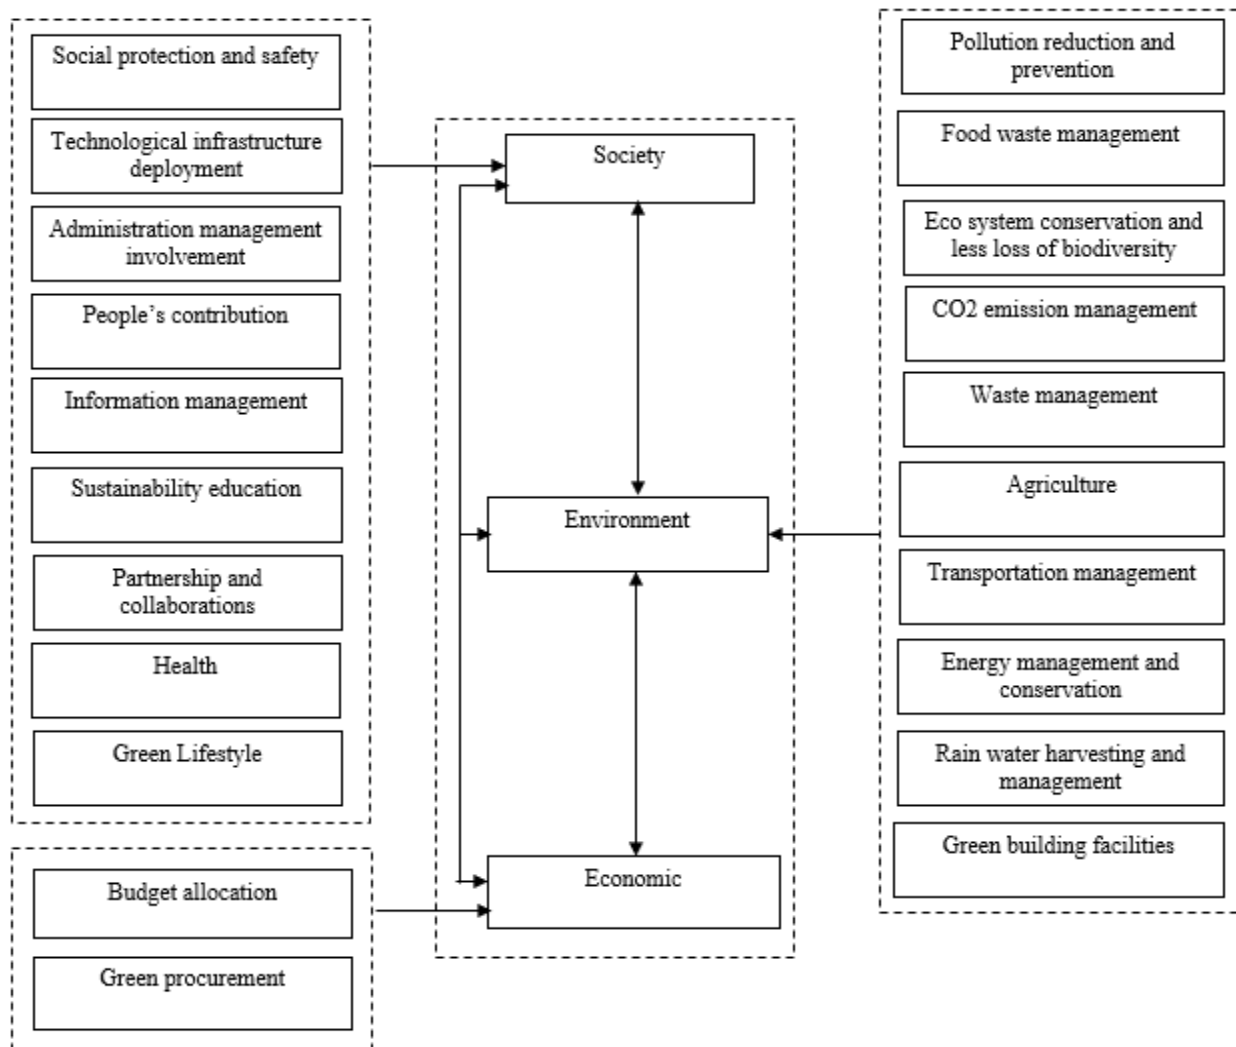 Social protection and safety
Technological infrastructure
deployment
Administration management
involvement
People’s contribution
Information management
Sustainability education
Partnership and
collaborations
Health
Green Lifestyle
Budget allocation
Green procurement
Society
Environment
Economic
Pollution reduction and
prevention
Food waste management
Eco system conservation and
less loss of biodiversity
CO2 emission management
Waste management
Agriculture
Transportation management
Energy management and
conservation
Rain water harvesting and
management
Green building facilities